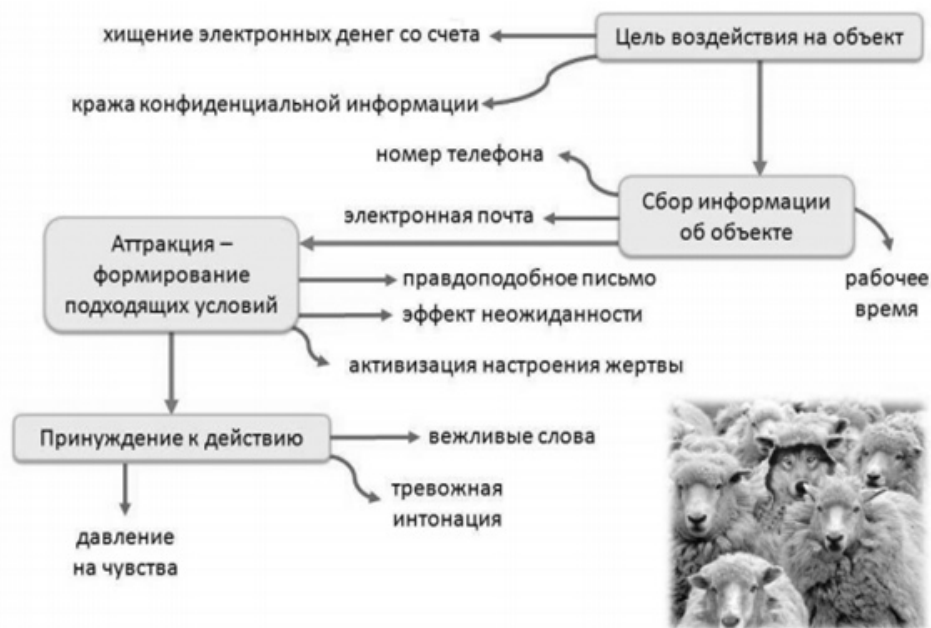 хищение электронных денег со счета
Цель воздействия на объект
кража конфиденциальной информации
номер телефона
Сбор информации
об объекте
электронная почта
рабочее
время
Аттракция –
формирование
подходящих условий
правдоподобное письмо
эффект неожиданности
активизация настроения жертвы
Принуждение к действию
вежливые слова
тревожная
интонация
давление
на чувства